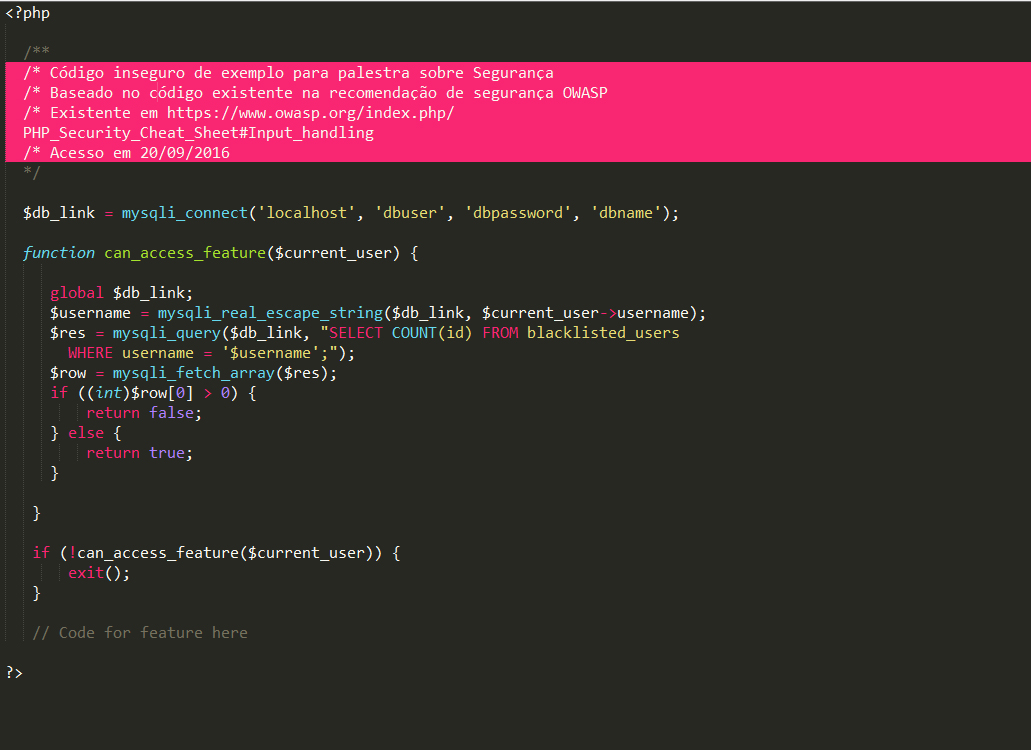 <?php
/**
/* Código inseguro de exemplo para palestra sobre Segurança
/* Baseado no código existente na recomendação de segurança OWASP
/* Existente em https://www.owasp.org/index.php/
PHP_Security_Cheat_Sheet#Input_handling
/* Acesso em 20/09/2016
*/
$db_link = mysqli_connect('localhost', 'dbuser', 'dbpassword', 'dbname');
function can_access_feature($current_user) {
global $db_link;
$username = mysqli_real_escape_string($db_link, $current_user->username);
$res = mysqli_query($db_link, "SELECT COUNT(id) FROM blacklisted_users
WHERE username = '$username';");
$row = mysqli_fetch_array($res);
if ((int)$row[0] > 0) {
return false;
} else {
return true;
}
}
if (!can_access_feature($current_user)) {
exit();
}
// Code for feature here
?>